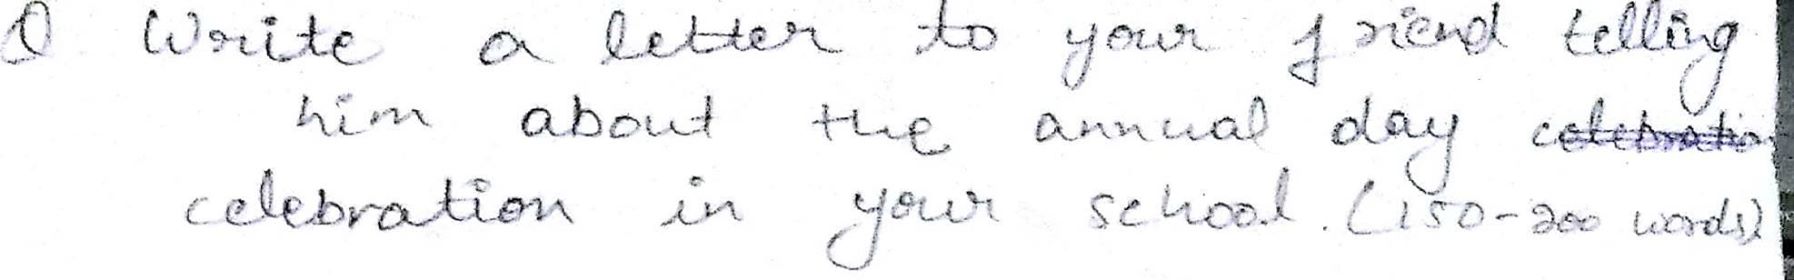 Q Write a letter to your friend telling
him about the annual day celebration
celebration in your school. (150-200 words)